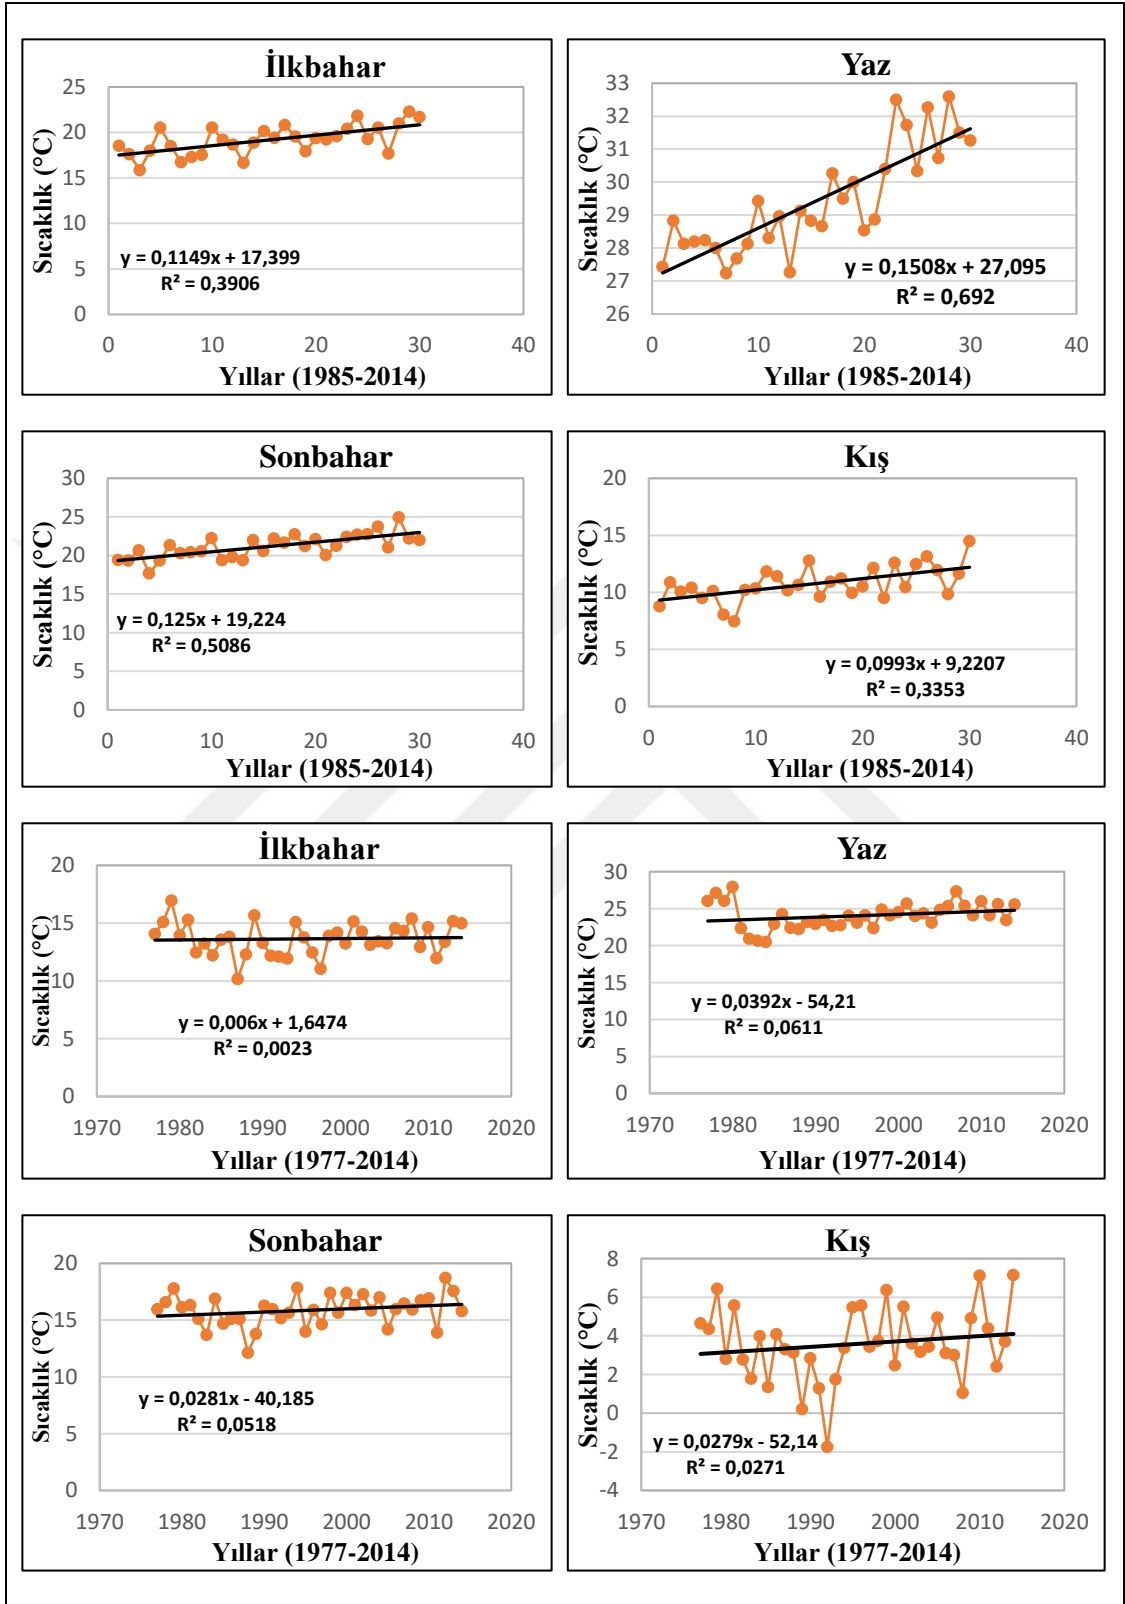 İlkbahar
25
20
15
10
5
0
Sıcaklık (°C)
y = 0,1149x + 17,399
R² = 0,3906
0 10 20 30 40
Yıllar (1985-2014)
Yaz
33
32
31
30
29
28
27
26
Sıcaklık (°C)
y = 0,1508x + 27,095
R² = 0,692
0 10 20 30 40
Yıllar (1985-2014)
Sonbahar
30
25
20
15
10
5
0
Sıcaklık (°C)
y = 0,125x + 19,224
R² = 0,5086
0 10 20 30 40
Yıllar (1985-2014)
Kış
20
15
10
5
0
Sıcaklık (°C)
y = 0,0993x + 9,2207
R² = 0,3353
0 10 20 30 40
Yıllar (1985-2014)
İlkbahar
20
15
10
5
0
Sıcaklık (°C)
y = 0,006x + 1,6474
R² = 0,0023
1970 1980 1990 2000 2010 2020
Yıllar (1977-2014)
Yaz
30
25
20
15
10
5
0
Sıcaklık (°C)
y = 0,0392x - 54,21
R² = 0,0611
1970 1980 1990 2000 2010 2020
Yıllar (1977-2014)
Sonbahar
20
15
10
5
0
Sıcaklık (°C)
y = 0,0281x - 40,185
R² = 0,0518
1970 1980 1990 2000 2010 2020
Yıllar (1977-2014)
Kış
8
6
4
2
0
-2
-4
Sıcaklık (°C)
y = 0,0279x - 52,14
R² = 0,0271
1970 1980 1990 2000 2010 2020
Yıllar (1977-2014)